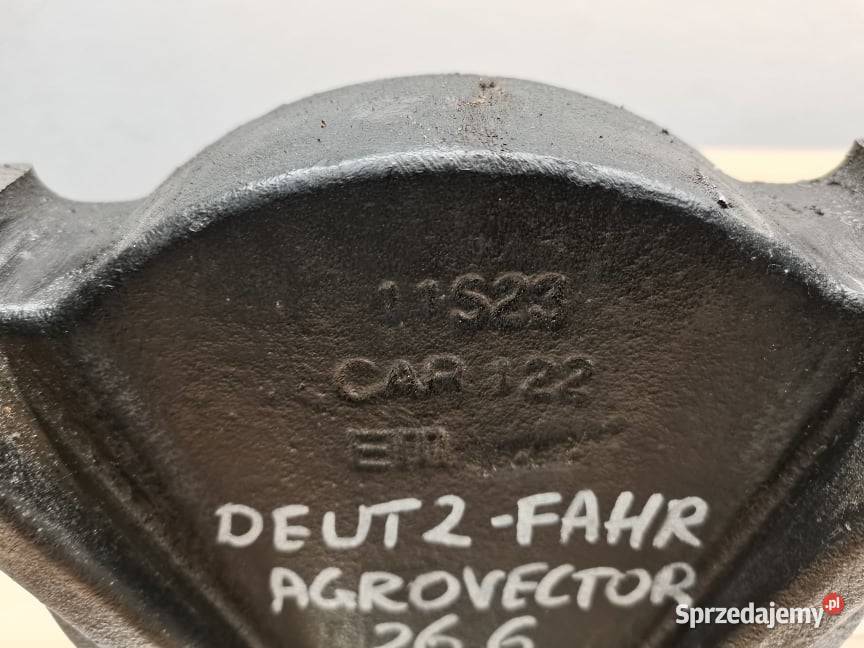 11S23
CAR 122
DEUTZ-FAHR
AGROVECTOR
26.6
Sprzedajemy.pl